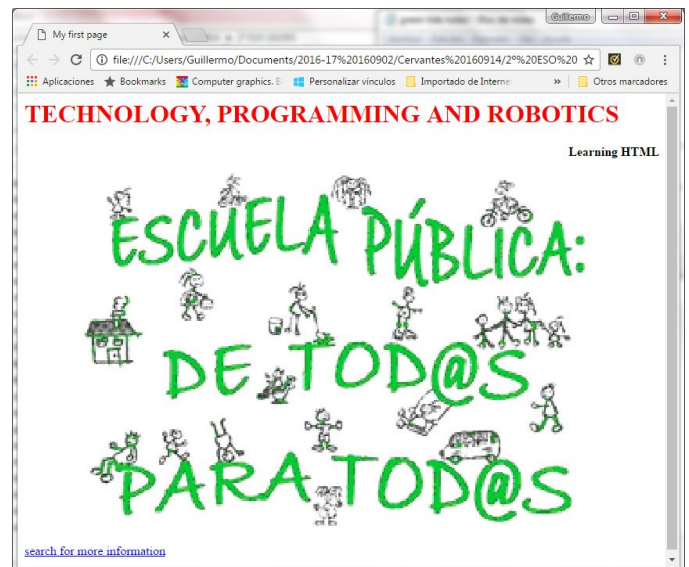 Guillermo
My first page
file:///C:/Users/Guillermo/Documents/2016-17%20160902/Cervantes%20160914/2º%20ESO%20
Aplicaciones Bookmarks Computer graphics. B Personalizar vínculos Importado de Interne » Otros marcadores
TECHNOLOGY, PROGRAMMING AND ROBOTICS
Learning HTML
ESCUELA PÚBLICA:
DE TOD@S
PARA TOD@S
search for more information